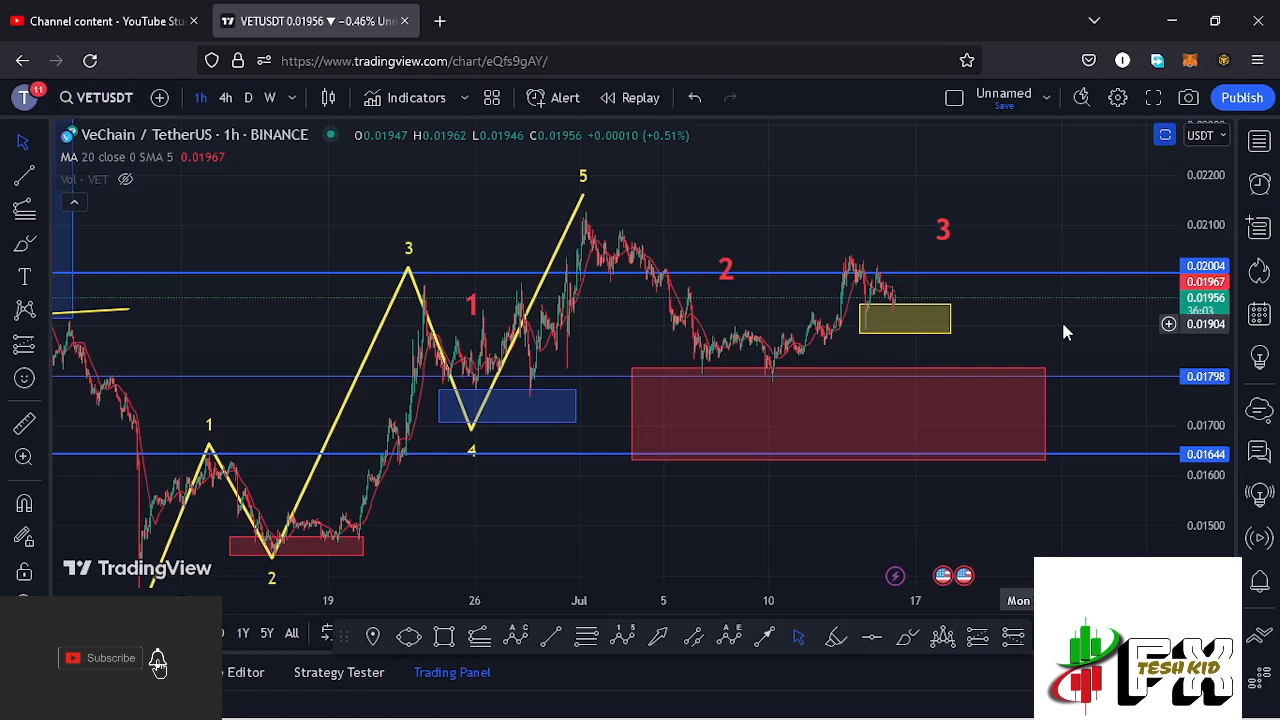 Channel content - YouTube Stu
VETUSDT 0.01956 ▼ −0.46% Unn
https://www.tradingview.com/chart/eQfs9gAY/
T 11 VETUSDT 1h 4h D W Indicators Alert Replay Unnamed Save Publish
VeChain / TetherUS · 1h · BINANCE O0.01947 H0.01962 L0.01946 C0.01956 +0.00010 (+0.51%) USDT
MA 20 close 0 SMA 5 0.01967
Vol · VET
5
0.02200
3
0.02100
3
2
0.02004
0.01967
1
0.01956
36:03
0.01904
0.01798
1
0.01700
4
0.01644
0.01600
0.01500
TradingView
2
19 26 Jul 5 10 17 Mon
1Y 5Y All
Subscribe
Editor Strategy Tester Trading Panel
FX
TESH KID